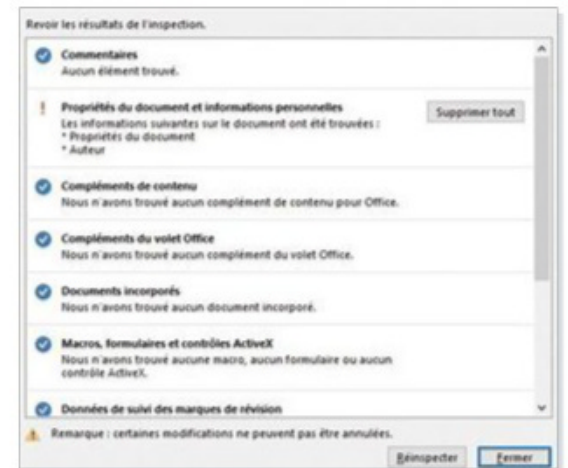 Revoir les résultats de l'inspection.
Commentaires
Aucun élément trouvé.
Propriétés du document et informations personnelles
Supprimer tout
Les informations suivantes sur le document ont été trouvées :
* Propriétés du document
* Auteur
Compléments de contenu
Nous n'avons trouvé aucun complément de contenu pour Office.
Compléments du volet Office
Nous n'avons trouvé aucun complément du volet Office.
Documents incorporés
Nous n'avons trouvé aucun document incorporé.
Macros, formulaires et contrôles ActiveX
Nous n'avons trouvé aucune macro, aucun formulaire ou aucun
contrôle ActiveX.
Données de suivi des marques de révision
Remarque : certaines modifications ne peuvent pas être annulées.
Réinspecter Fermer